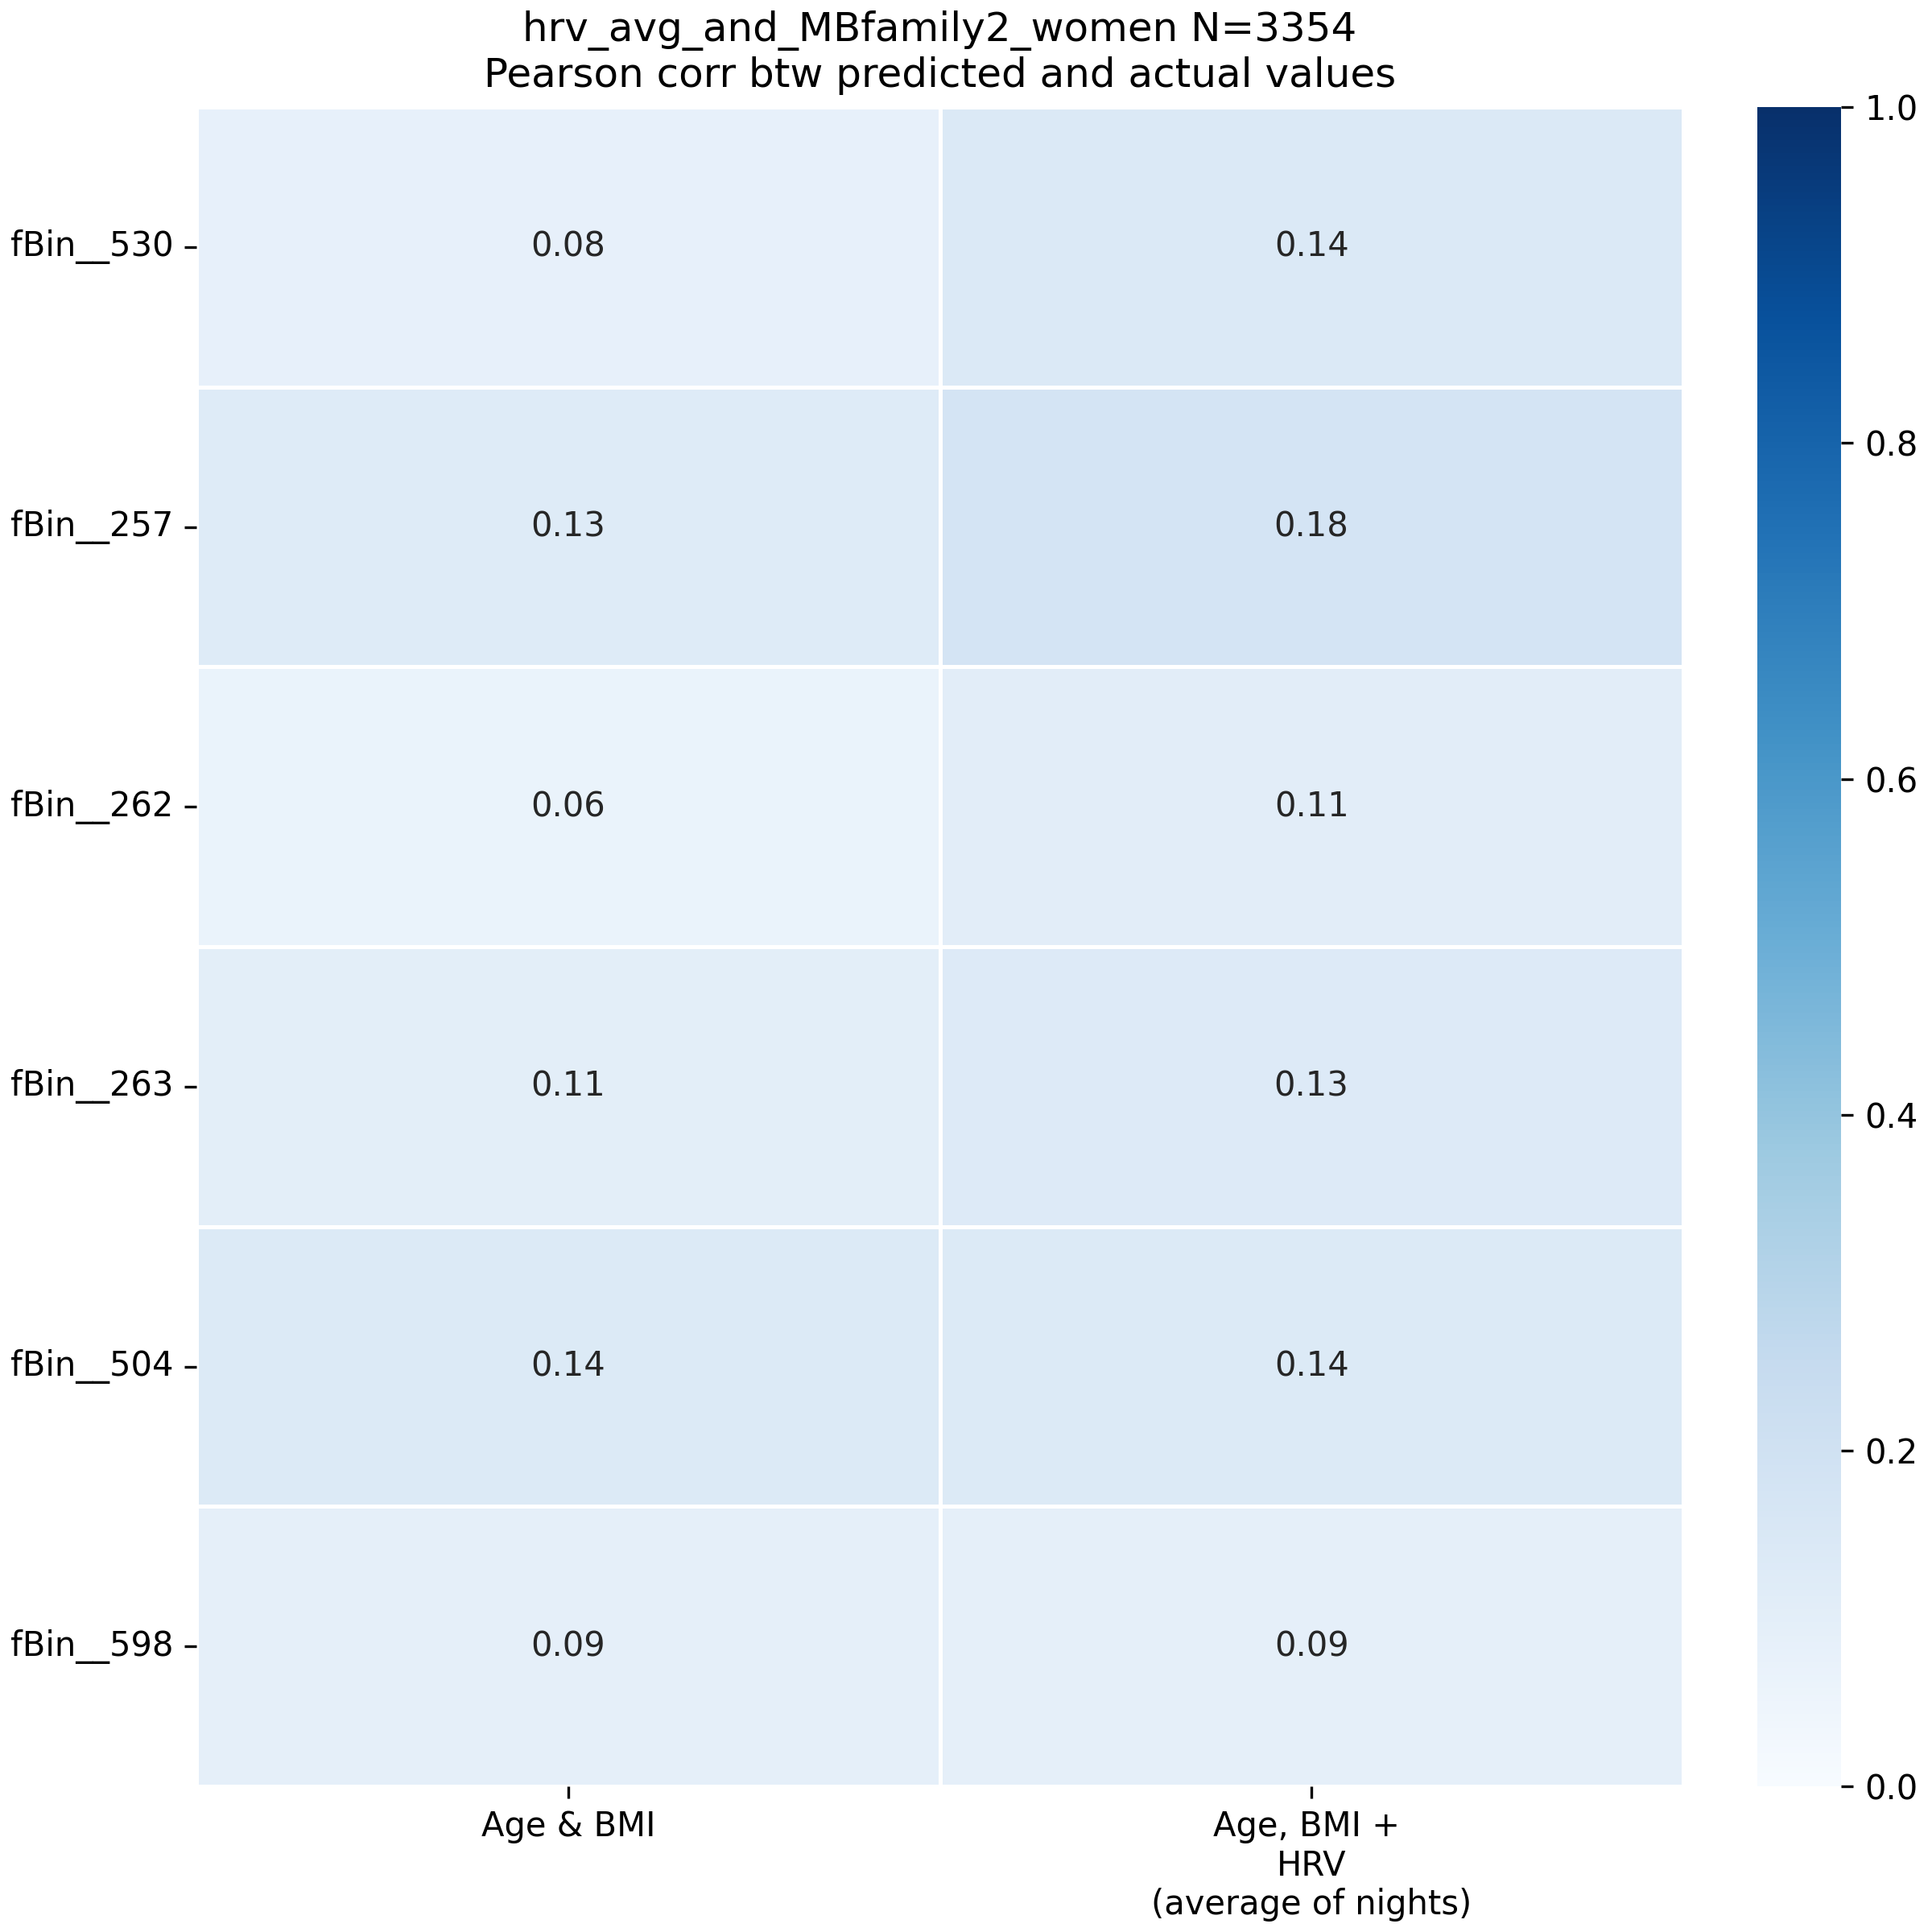 hrv_avg_and_MBfamily2_women N=3354
Pearson corr btw predicted and actual values
fBin__530 0.08 0.14
fBin__257 0.13 0.18
fBin__262 0.06 0.11
fBin__263 0.11 0.13
fBin__504 0.14 0.14
fBin__598 0.09 0.09
Age & BMI
Age, BMI +
HRV
(average of nights)
1.0
0.8
0.6
0.4
0.2
0.0